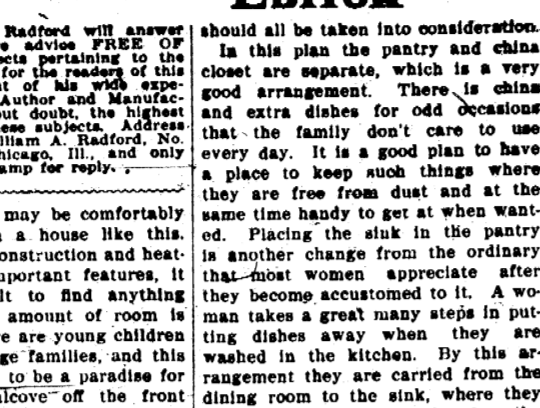 Editor
Radford will answer
advice FREE OF
pertaining to the
for the readers of this
of his wide expe-
Author and Manufac-
doubt, the highest
subjects. Address
William A. Radford, No.
Chicago, Ill., and only
for reply.
may be comfortably
a house like this.
construction and heat-
important features, it
to find anything
amount of room is
are young children
families, and this
to be a paradise for
alcove off the front
should all be taken into consideration.
In this plan the pantry and china
closet are separate, which is a very
good arrangement. There is china
and extra dishes for odd occasions
that the family don't care to use
every day. It is a good plan to have
a place to keep such things where
they are free from dust and at the
same time handy to get at when want-
ed. Placing the sink in the pantry
is another change from the ordinary
that most women appreciate after
they become accustomed to it. A wo-
man takes a great many steps in put-
ting dishes away when they are
washed in the kitchen. By this ar-
rangement they are carried from the
dining room to the sink, where they